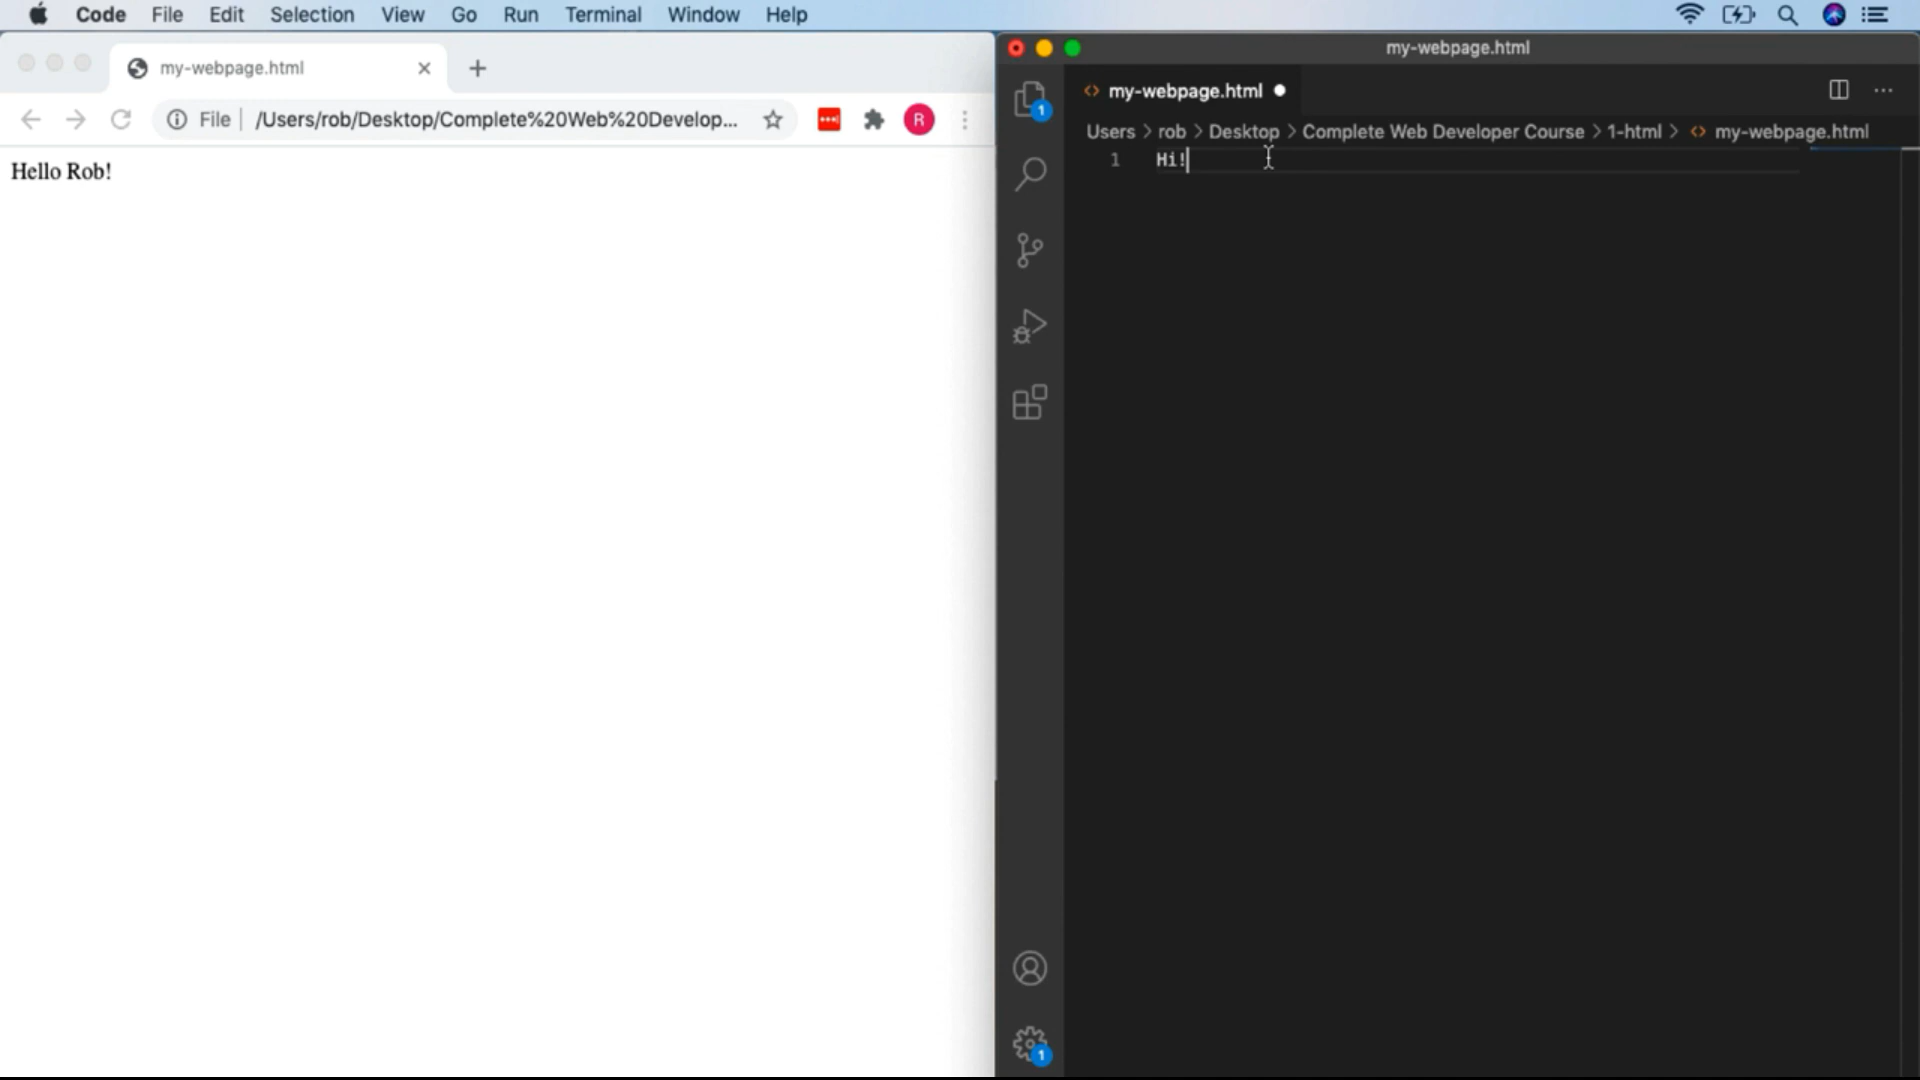 Code File Edit Selection View Go Run Terminal Window Help
my-webpage.html
File /Users/rob/Desktop/Complete%20Web%20Develop... R
Hello Rob!
my-webpage.html
my-webpage.html
Users > rob > Desktop > Complete Web Developer Course > 1-html > my-webpage.html
1 Hi!
1
1